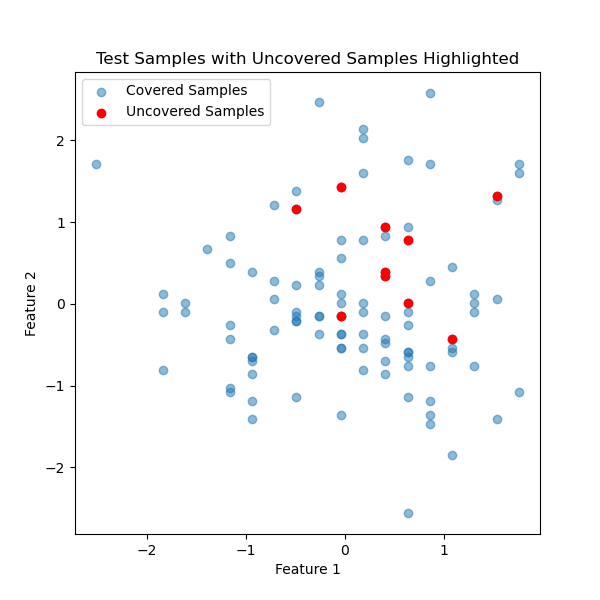 Test Samples with Uncovered Samples Highlighted
Covered Samples
Uncovered Samples
2
1
0
−1
−2
Feature 2
−2
−1
0
1
Feature 1